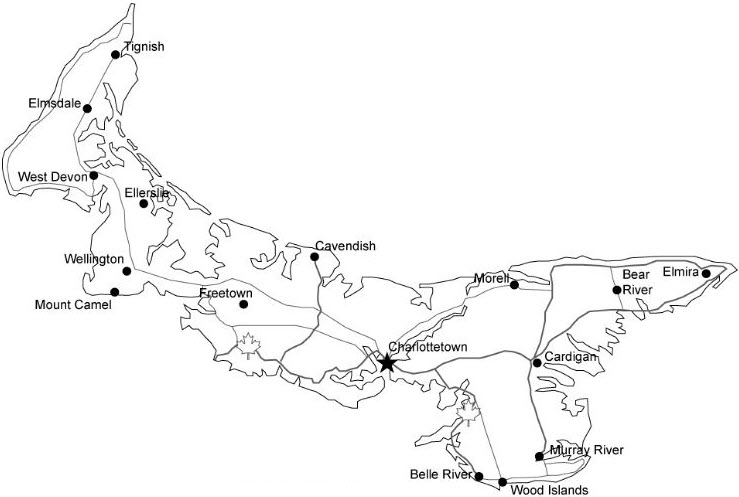 Tignish
Elmsdale
West Devon
Ellerslie
Cavendish
Wellington
Mount Carmel
Freetown
Morell
Bear
River
Elmira
Charlottetown
Cardigan
Murray River
Belle River
Wood Islands